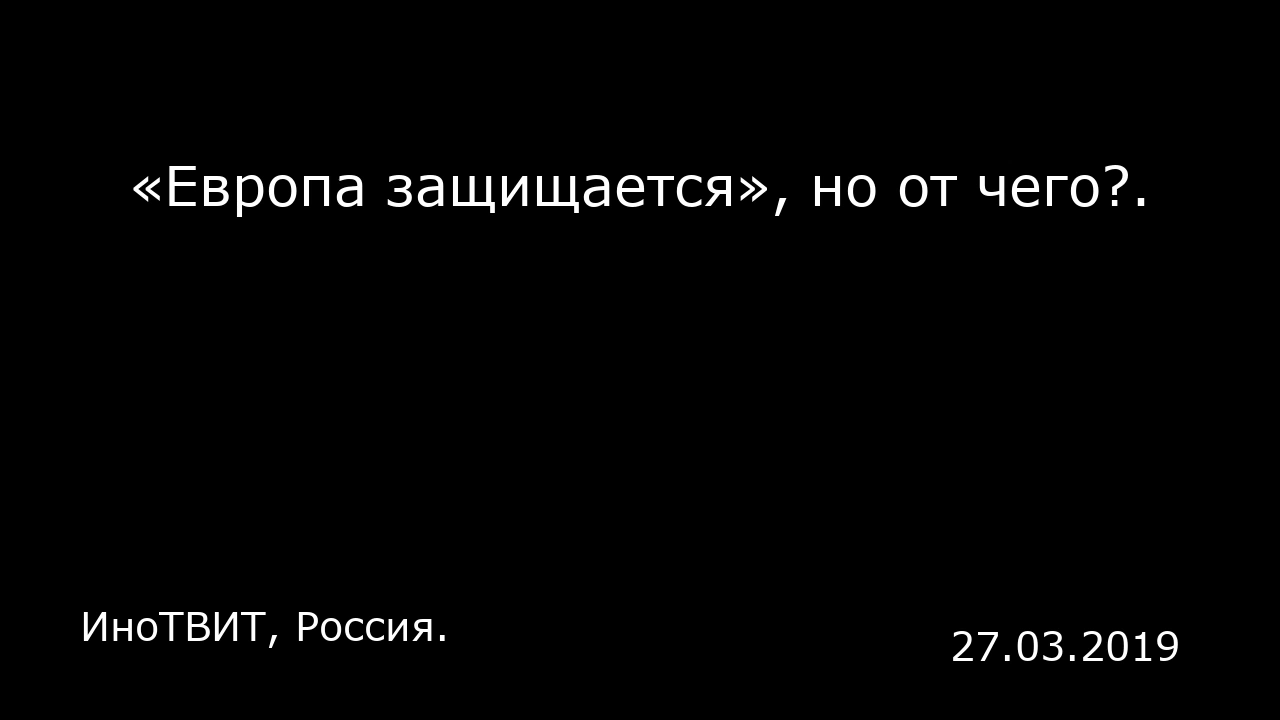 «Европа защищается», но от чего?.
ИноТВИТ, Россия.
27.03.2019